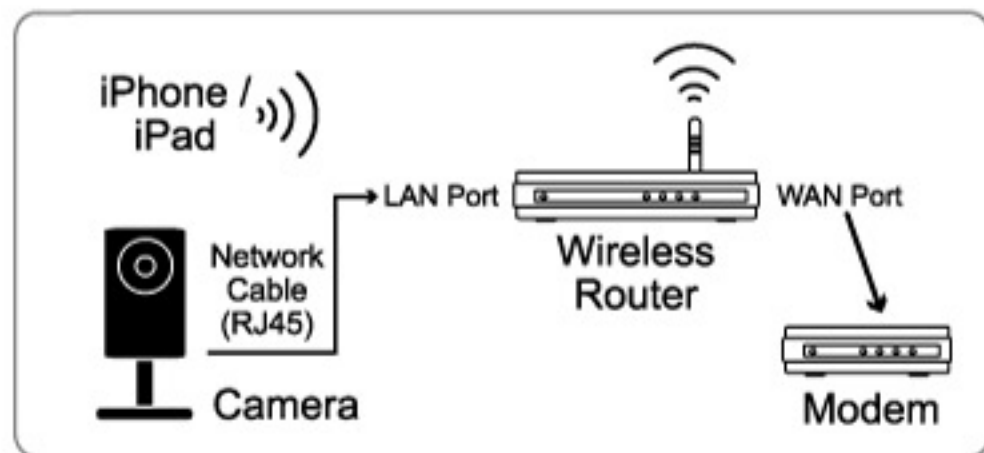 iPhone /
iPad
LAN Port
WAN Port
Network
Cable
(RJ45)
Wireless
Router
Camera
Modem